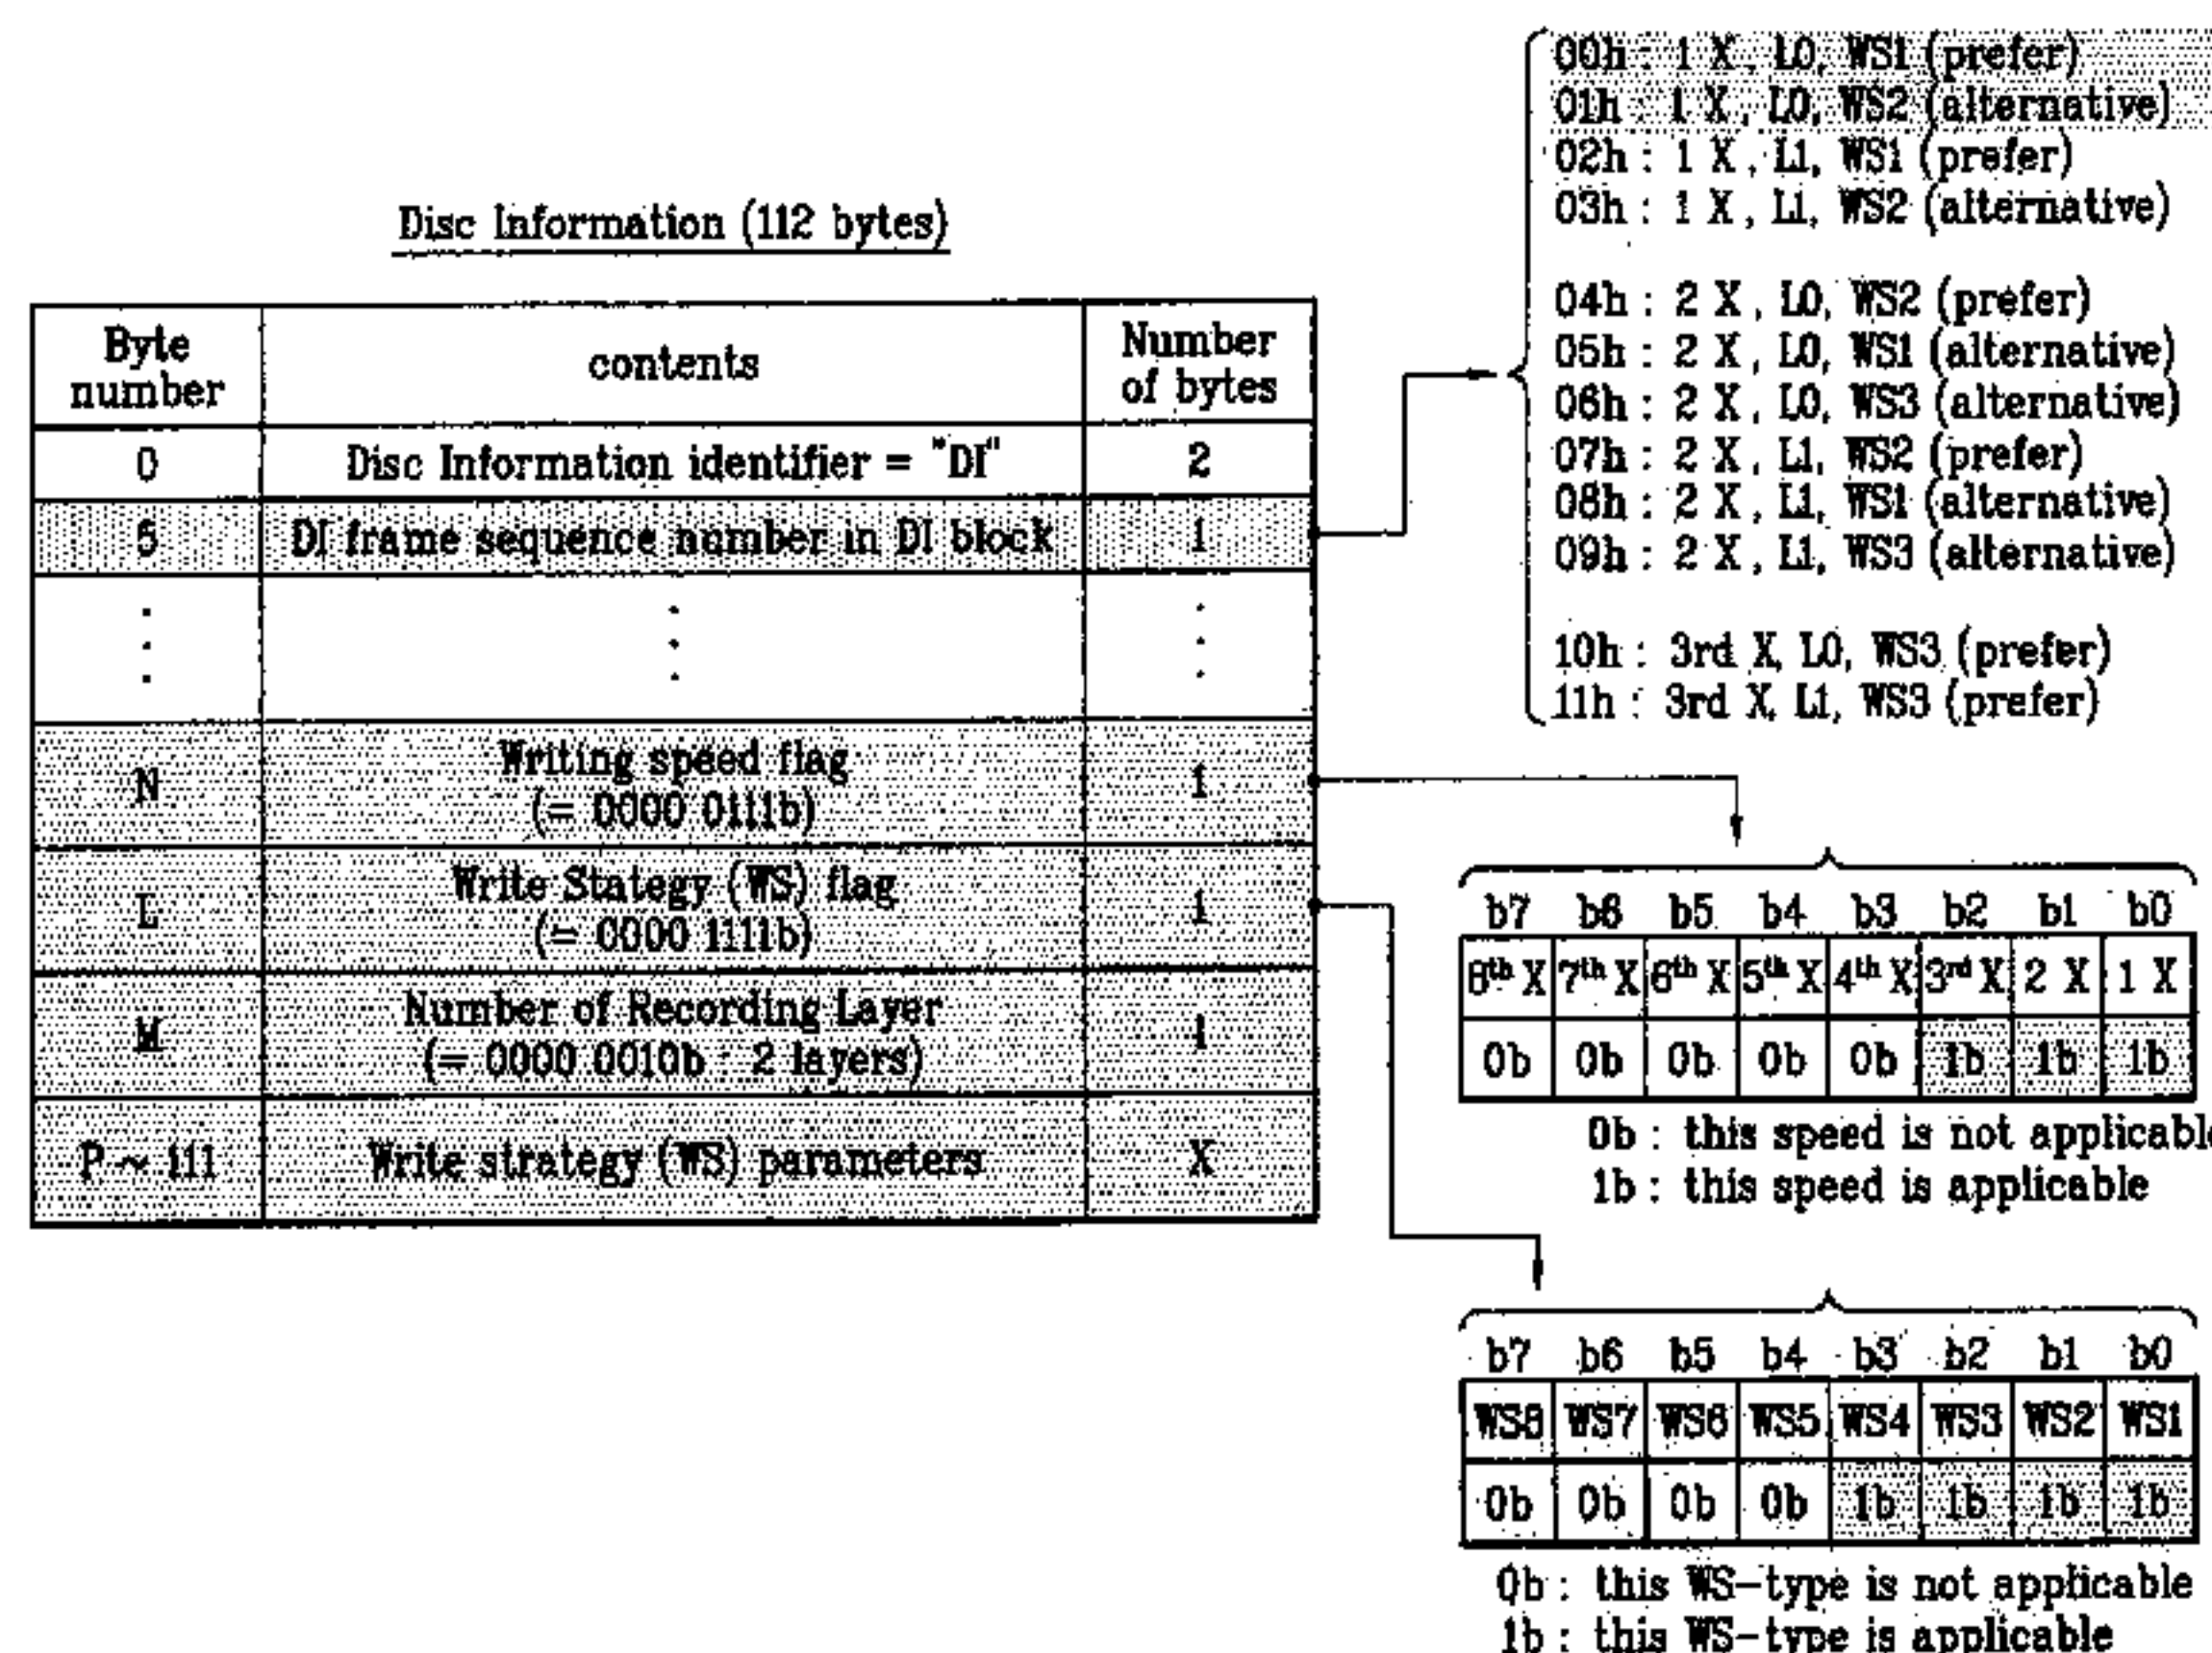 Disc Information (112 bytes)
Byte number
contents
Number of bytes
0
Disc Information identifier = "DI"
2
5
DI frame sequence number in DI block
1
N
Writing speed flag
(= 0000 0111b)
1
L
Write Stategy (WS) flag
(= 0000 1111b)
1
M
Number of Recording Layer
(= 0000 0010b : 2 layers)
1
P ~ 111
Write strategy (WS) parameters
X
00h : 1 X, L0, WS1 (prefer)
01h : 1 X, L0, WS2 (alternative)
02h : 1 X, L1, WS1 (prefer)
03h : 1 X, L1, WS2 (alternative)
04h : 2 X, L0, WS2 (prefer)
05h : 2 X, L0, WS1 (alternative)
06h : 2 X, L0, WS3 (alternative)
07h : 2 X, L1, WS2 (prefer)
08h : 2 X, L1, WS1 (alternative)
09h : 2 X, L1, WS3 (alternative)
10h : 3rd X, L0, WS3 (prefer)
11h : 3rd X, L1, WS3 (prefer)
b7 b6 b5 b4 b3 b2 b1 b0
8th X 7th X 6th X 5th X 4th X 3rd X 2 X 1 X
0b 0b 0b 0b 0b 1b 1b 1b
0b : this speed is not applicable
1b : this speed is applicable
b7 b6 b5 b4 b3 b2 b1 b0
WS8 WS7 WS6 WS5 WS4 WS3 WS2 WS1
0b 0b 0b 0b 1b 1b 1b 1b
0b : this WS-type is not applicable
1b : this WS-type is applicable